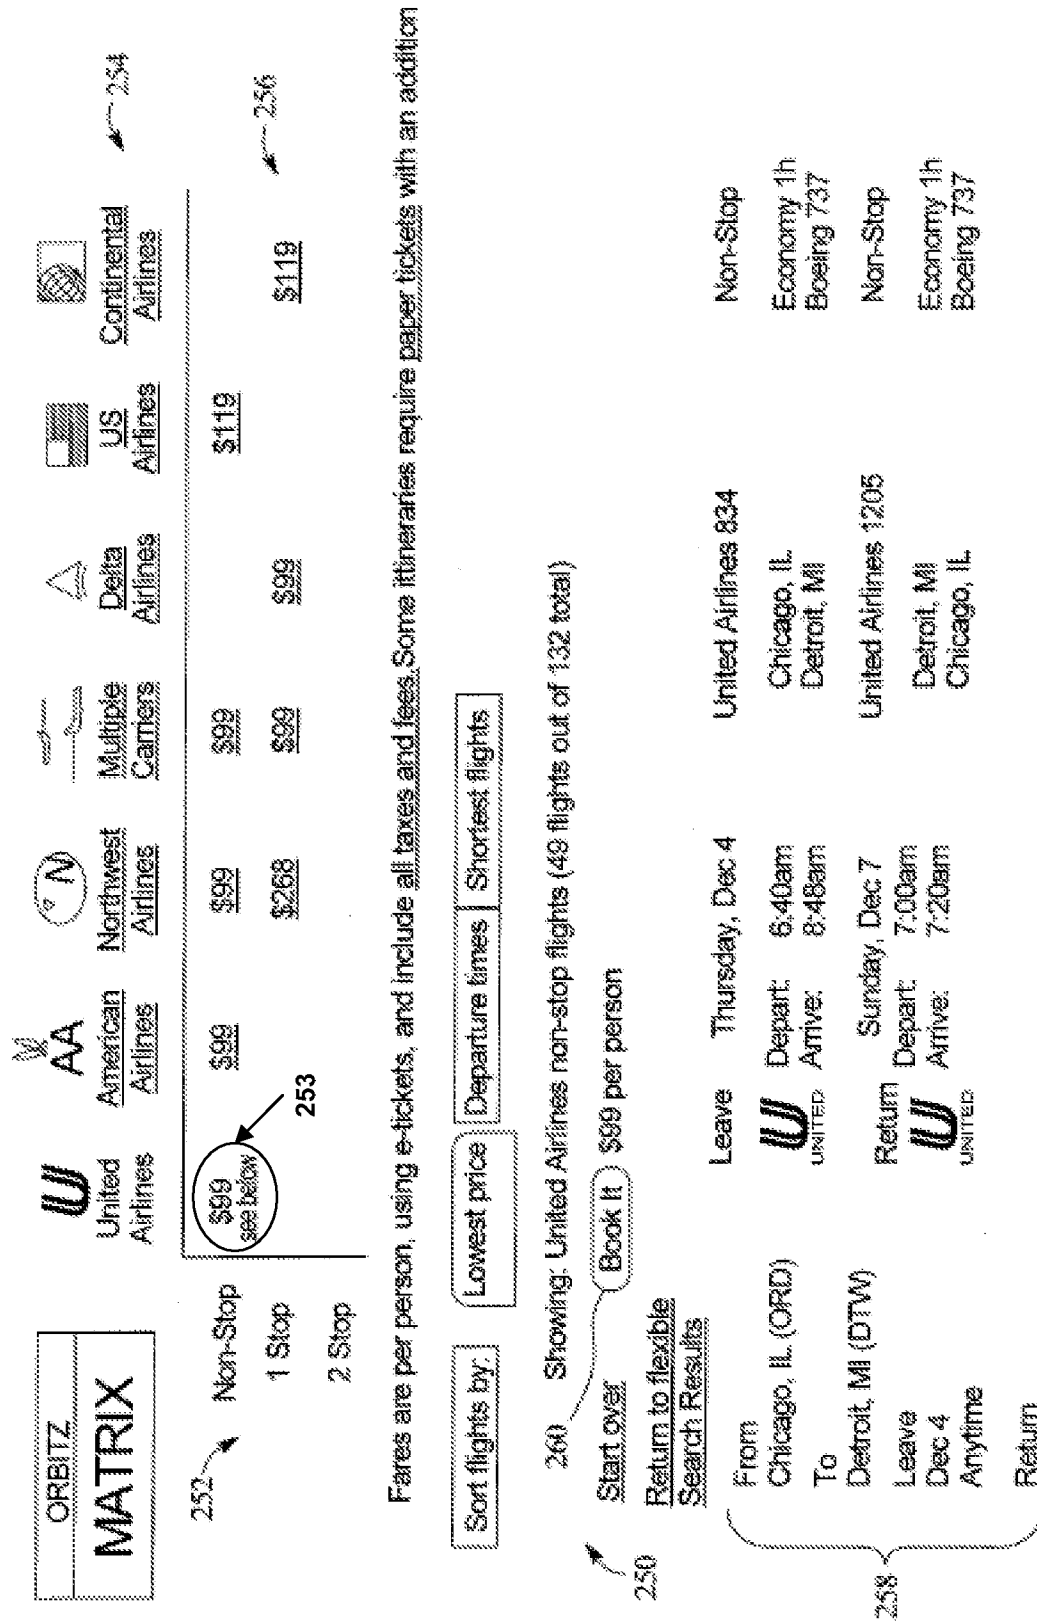 ORBITZ
MATRIX
United Airlines
American Airlines
Northwest Airlines
Multiple Carriers
Delta Airlines
US Airlines
Continental Airlines
AA
N
254
252
Non-Stop $99 see below $99 $99 $99 $119
253
1 Stop $268 $99 $99 $119
256
2 Stop
Fares are per person, using e-tickets, and include all taxes and fees. Some ittineraries require paper tickets with an addition
Sort flights by: Lowest price Departure times Shortest flights
260 Showing: United Airlines non-stop flights (49 flights out of 132 total)
Start over Book It $99 per person
250
Return to flexible
Search Results
258
From
Chicago, IL (ORD)
To
Detroit, MI (DTW)
Leave
Dec 4
Anytime
Return
Leave Thursday, Dec 4 United Airlines 834 Non-Stop
UNITED
Depart: 6:40am Chicago, IL Economy 1h
Arrive: 8:48am Detroit, MI Boeing 737
Return Sunday, Dec 7 United Airlines 1205 Non-Stop
UNITED
Depart: 7:00am Detroit, MI Economy 1h
Arrive: 7:20am Chicago, IL Boeing 737